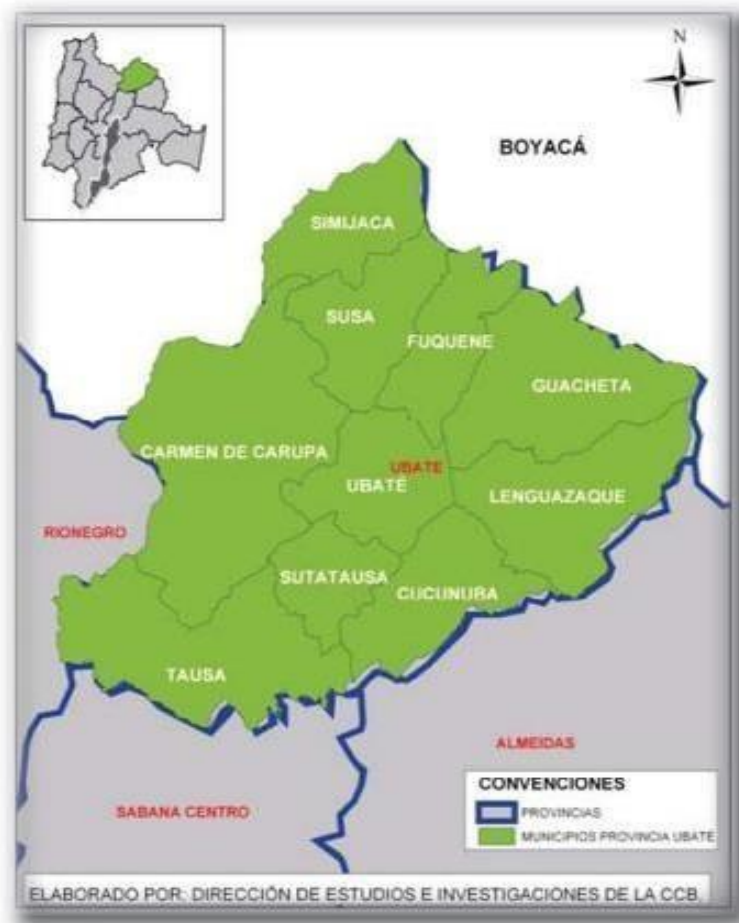 N
BOYACÁ
SIMIJACA
SUSA
FUQUENE
GUACHETA
CARMEN DE CARUPA
UBATE
UBATÉ
LENGUAZAQUE
RIONEGRO
SUTATAUSA
CUCUNUBA
TAUSA
ALMEIDAS
SABANA CENTRO
CONVENCIONES
PROVINCIAS
MUNICIPIOS PROVINCIA UBATE
ELABORADO POR: DIRECCIÓN DE ESTUDIOS E INVESTIGACIONES DE LA CCB